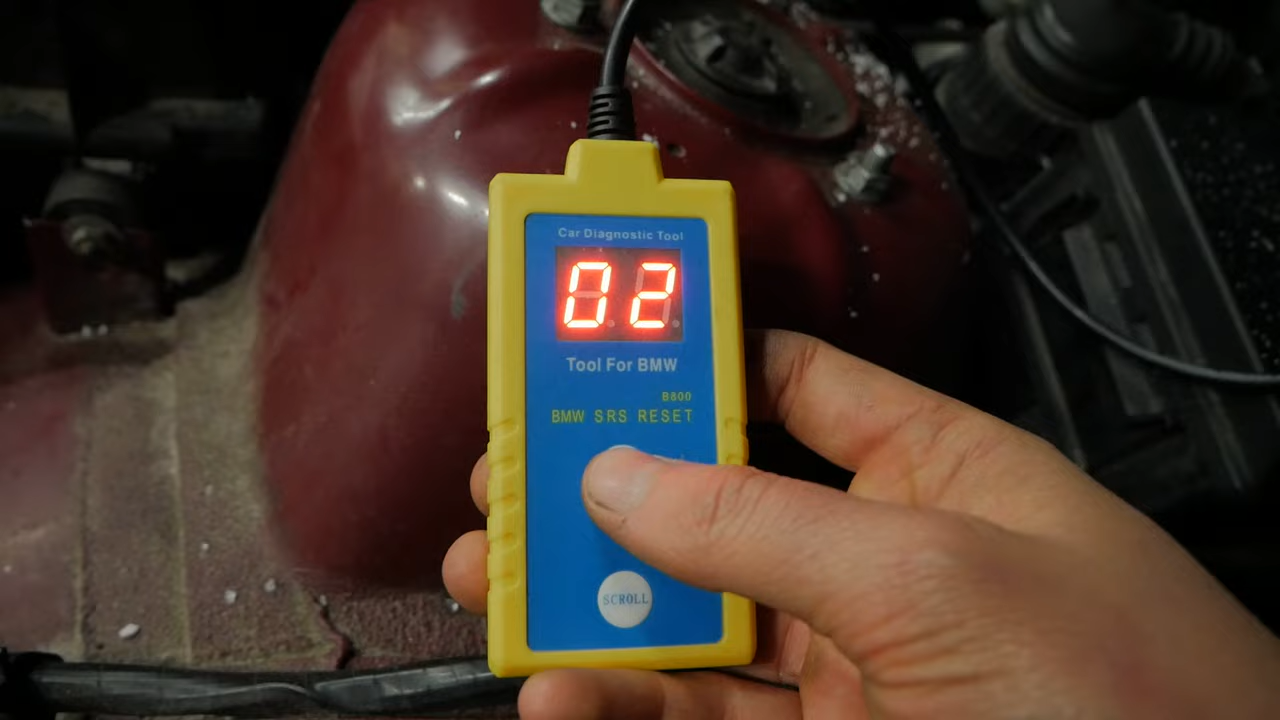 Car Diagnostic Tool
02
Tool For BMW
B800
BMW SRS RESET
SCROLL